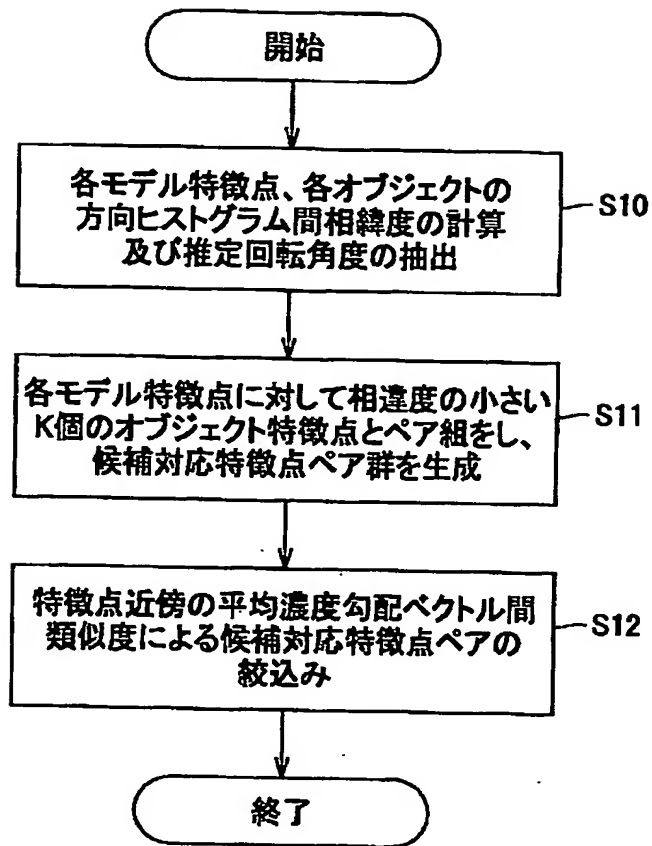 開始
各モデル特徴点、各オブジェクトの
方向ヒストグラム間相緯度の計算
及び推定回転角度の抽出
S10
各モデル特徴点に対して相違度の小さい
K個のオブジェクト特徴点とペア組をし、
候補対応特徴点ペア群を生成
S11
特徴点近傍の平均濃度勾配ベクトル間
類似度による候補対応特徴点ペアの
絞込み
S12
終了